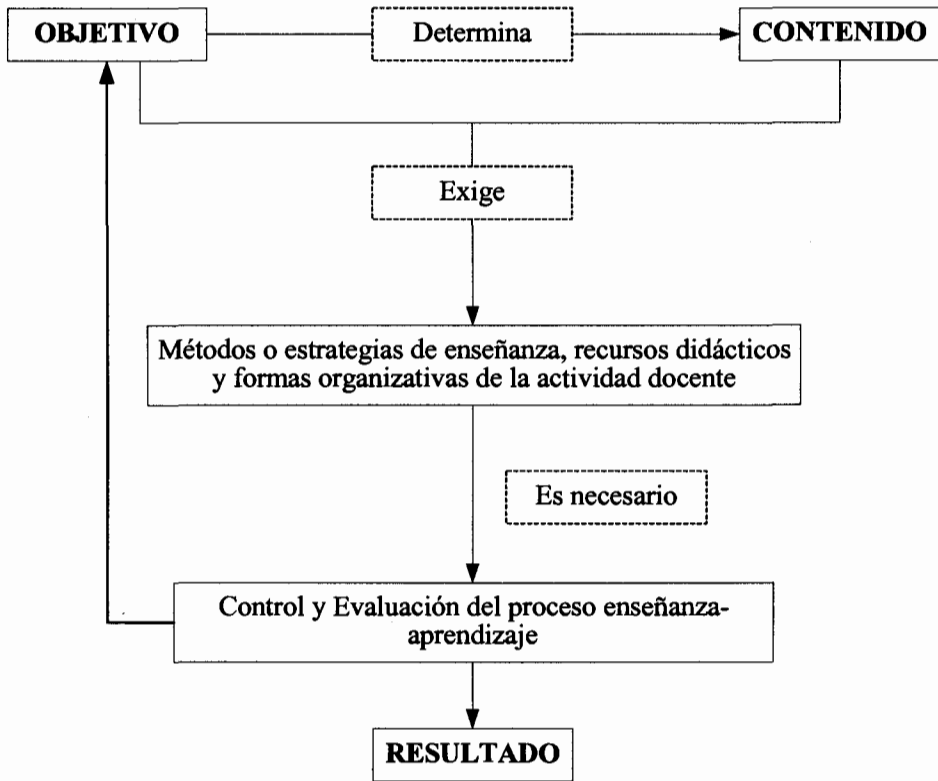 OBJETIVO
Determina
CONTENIDO
Exige
Métodos o estrategias de enseñanza, recursos didácticos
y formas organizativas de la actividad docente
Es necesario
Control y Evaluación del proceso enseñanza-
aprendizaje
RESULTADO